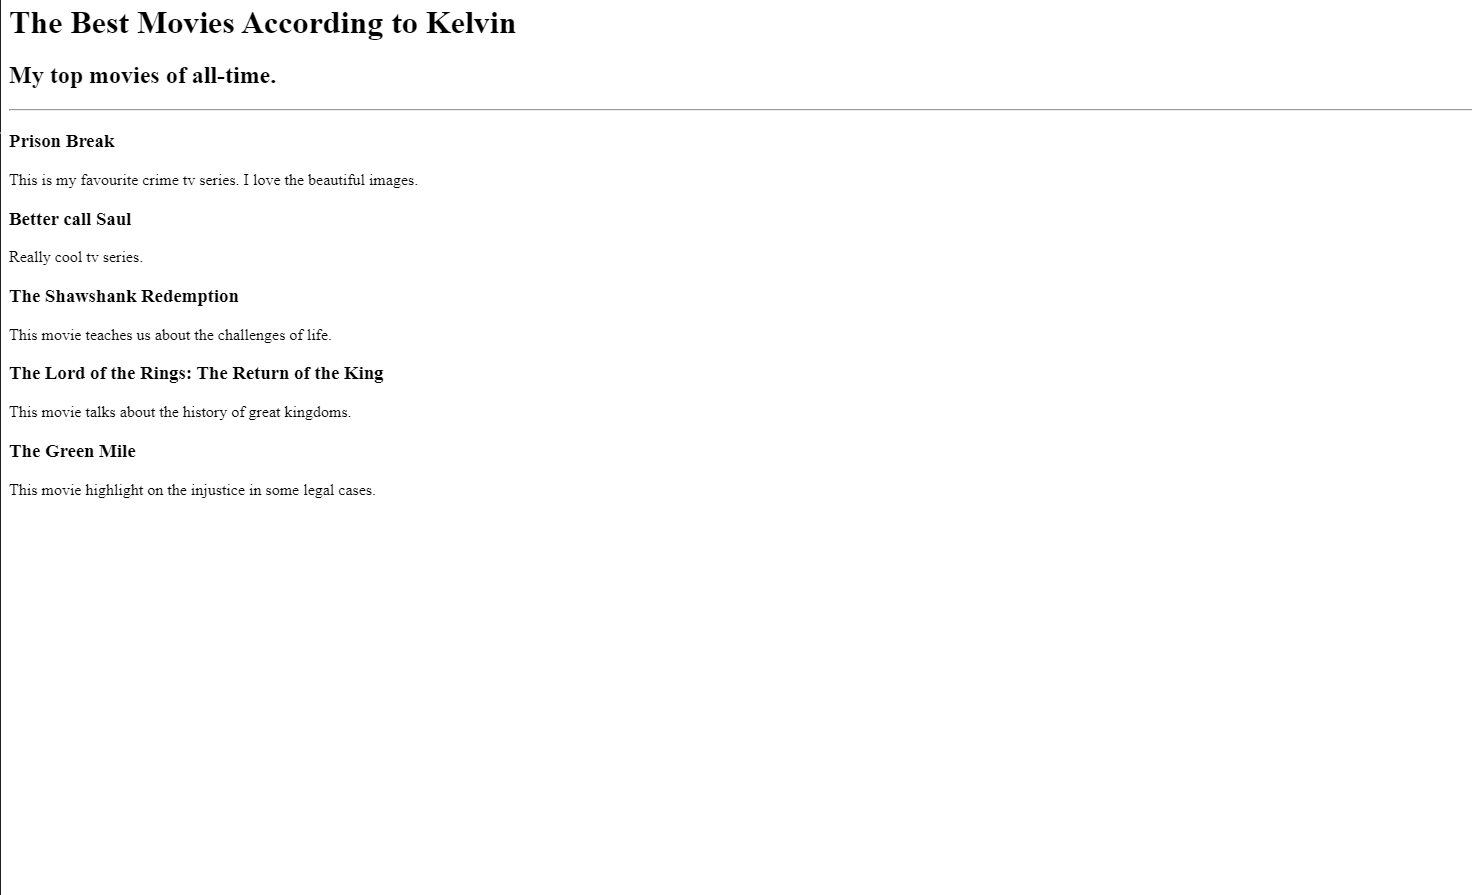 The Best Movies According to Kelvin
My top movies of all-time.
Prison Break
This is my favourite crime tv series. I love the beautiful images.
Better call Saul
Really cool tv series.
The Shawshank Redemption
This movie teaches us about the challenges of life.
The Lord of the Rings: The Return of the King
This movie talks about the history of great kingdoms.
The Green Mile
This movie highlight on the injustice in some legal cases.